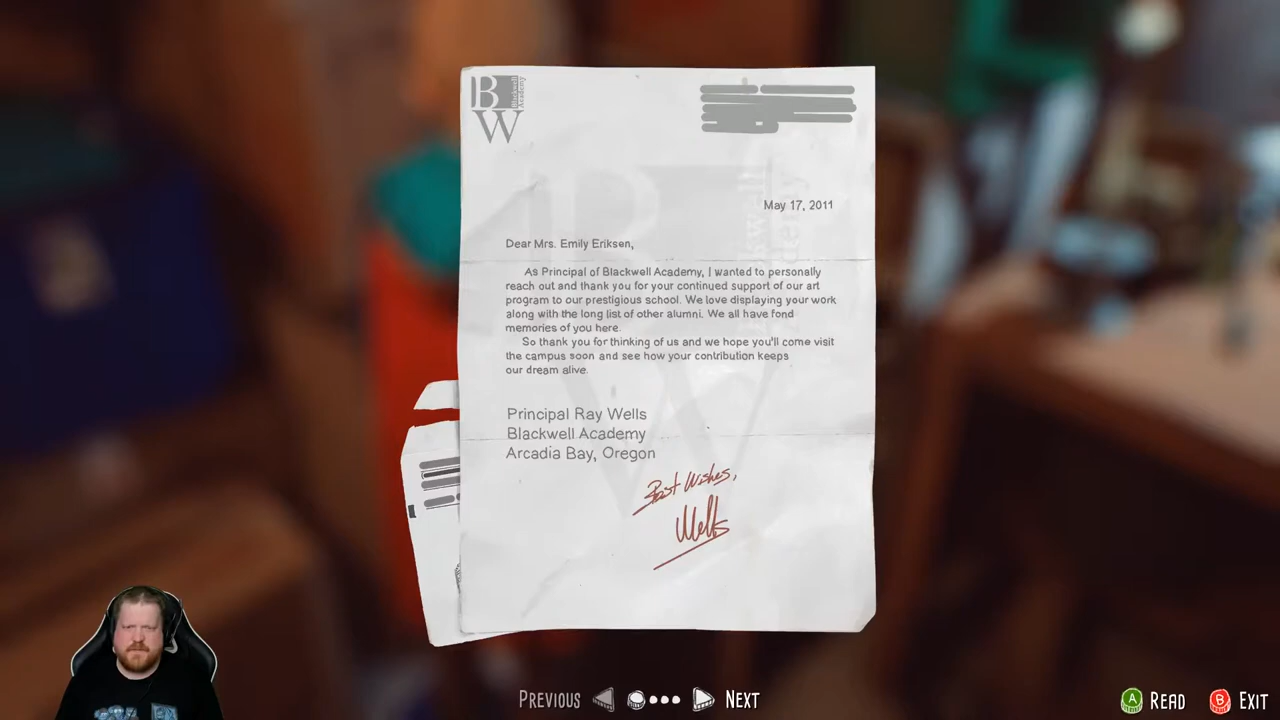 BW
Blackwell
Academy
May 17, 2011
Dear Mrs. Emily Eriksen,
As Principal of Blackwell Academy, I wanted to personally
reach out and thank you for your continued support of our art
program to our prestigious school. We love displaying your work
along with the long list of other alumni. We all have fond
memories of you here.
So thank you for thinking of us and we hope you'll come visit
the campus soon and see how your contribution keeps
our dream alive.
Principal Ray Wells
Blackwell Academy
Arcadia Bay, Oregon
Best Wishes,
Wells
PREVIOUS
NEXT
A READ
B EXIT